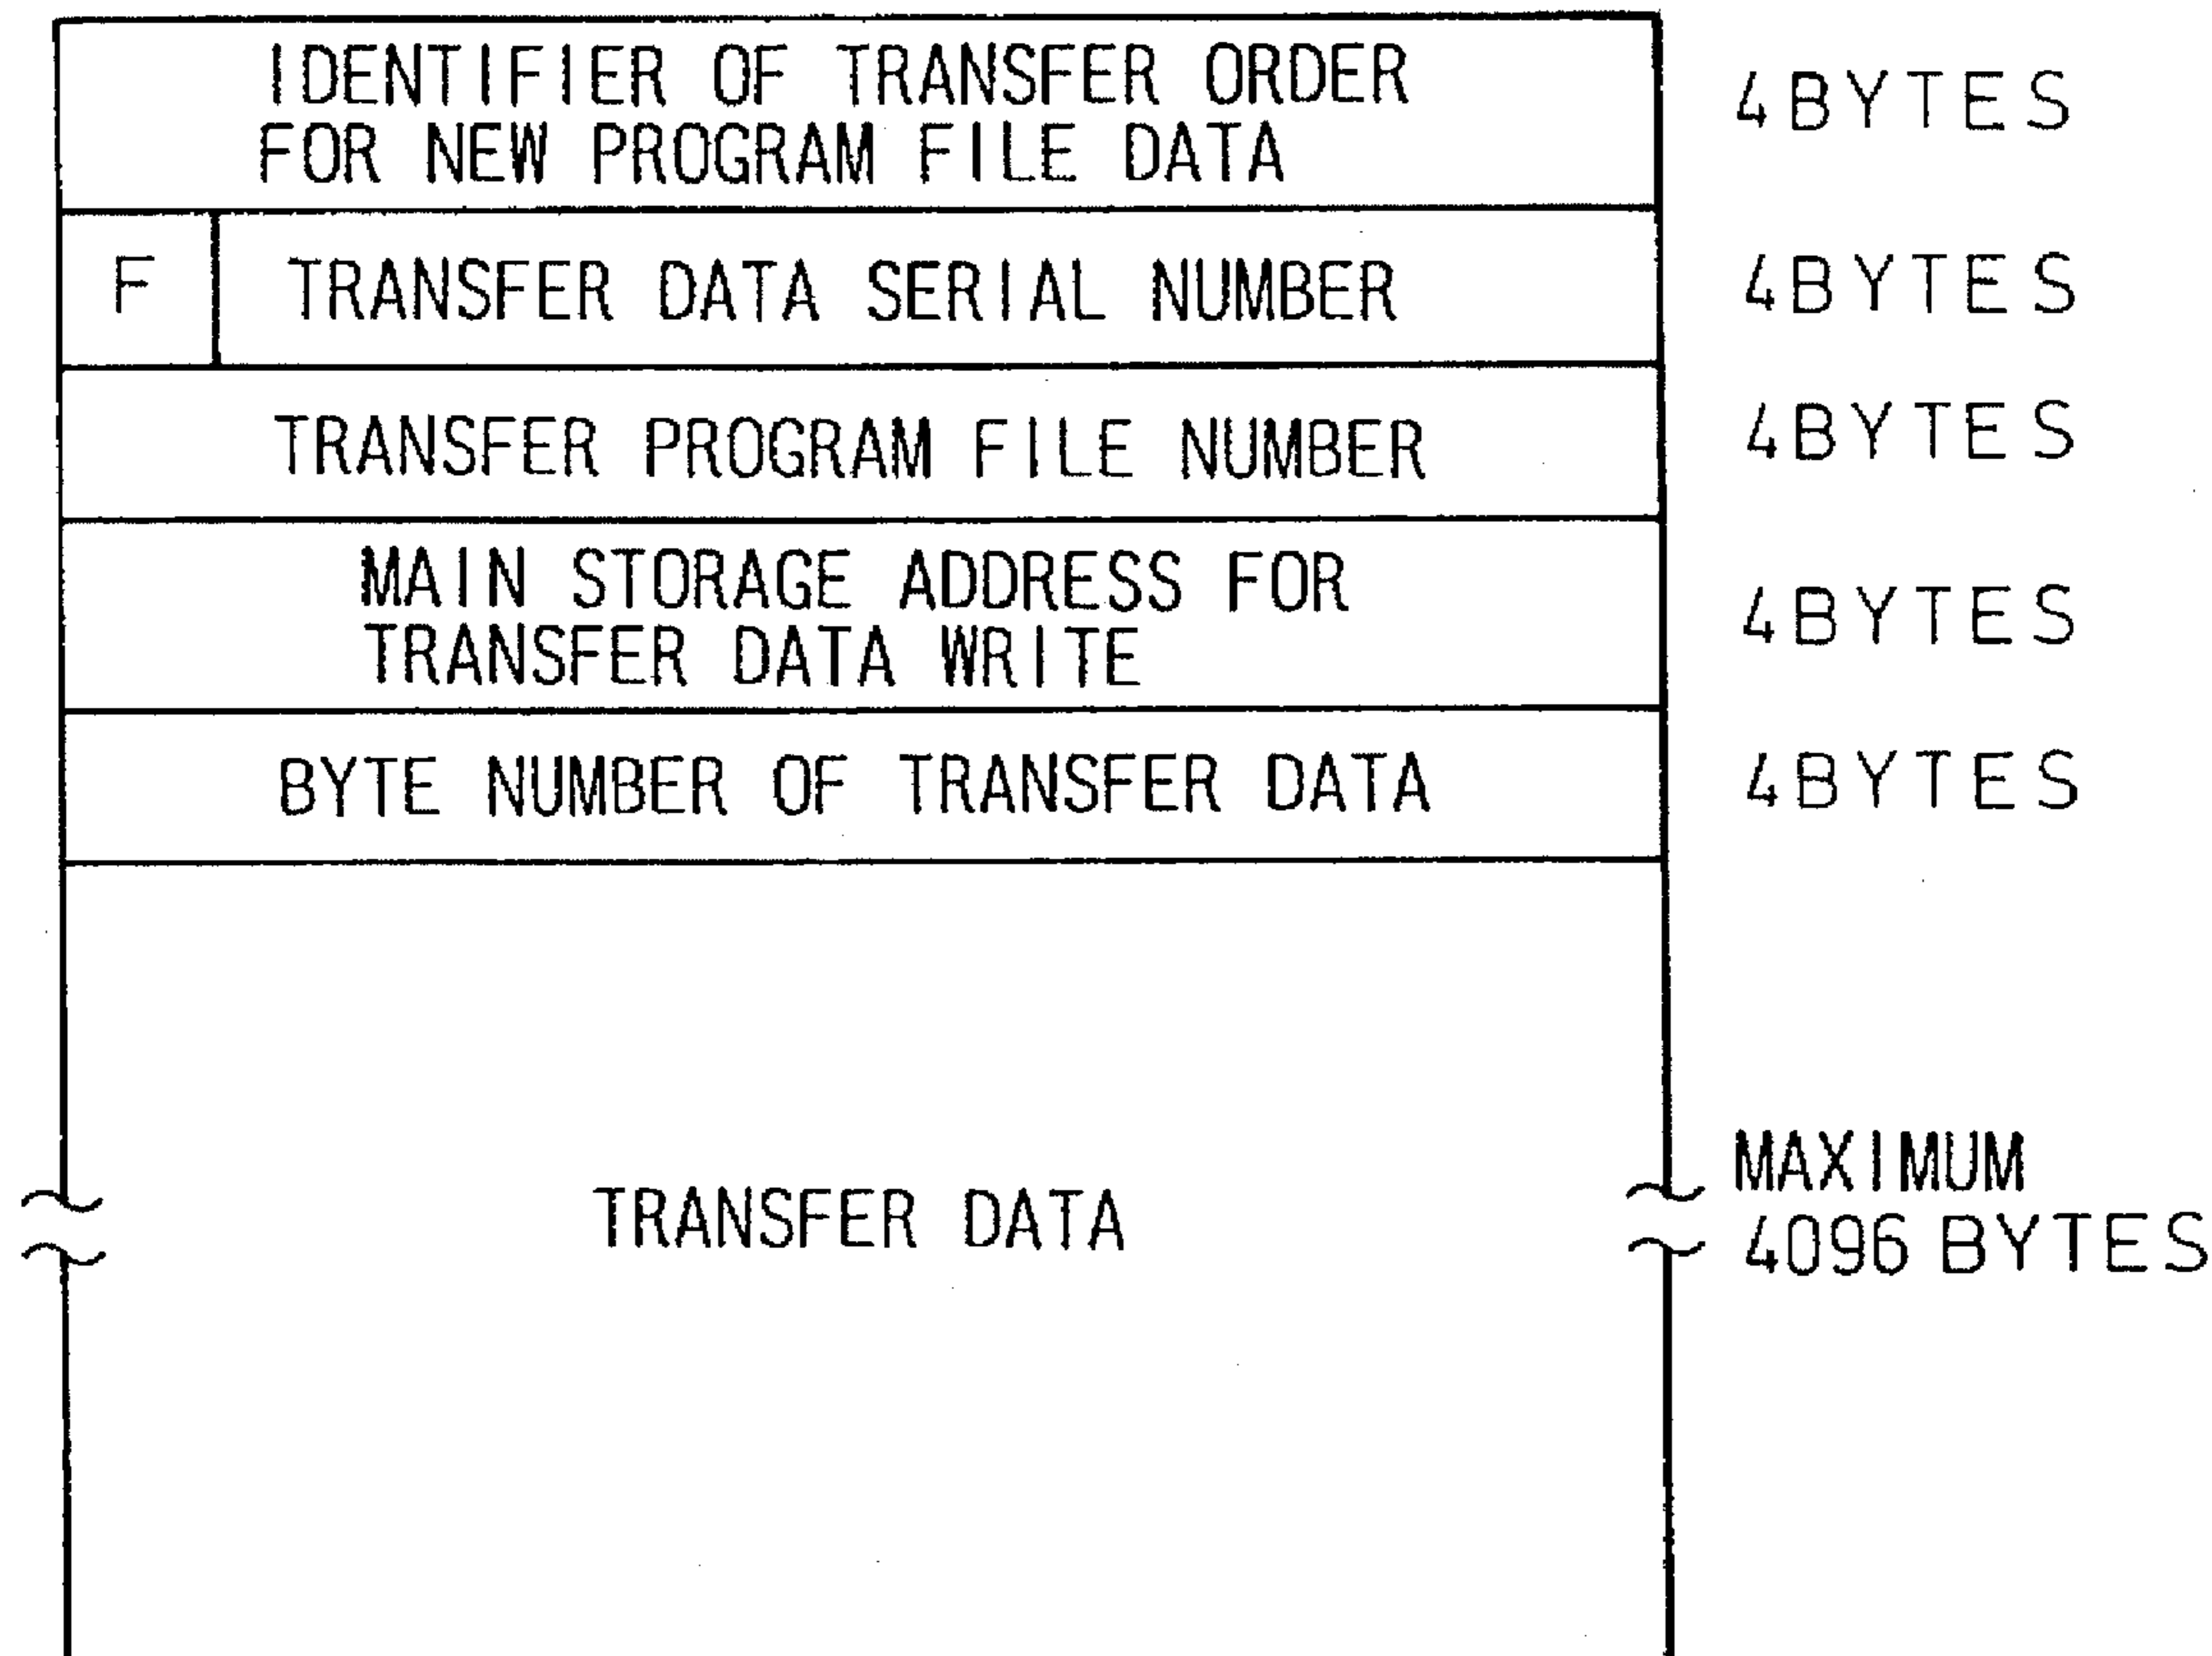 IDENTIFIER OF TRANSFER ORDER
FOR NEW PROGRAM FILE DATA
4BYTES
F
TRANSFER DATA SERIAL NUMBER
4BYTES
TRANSFER PROGRAM FILE NUMBER
4BYTES
MAIN STORAGE ADDRESS FOR
TRANSFER DATA WRITE
4BYTES
BYTE NUMBER OF TRANSFER DATA
4BYTES
TRANSFER DATA
MAXIMUM
4096 BYTES